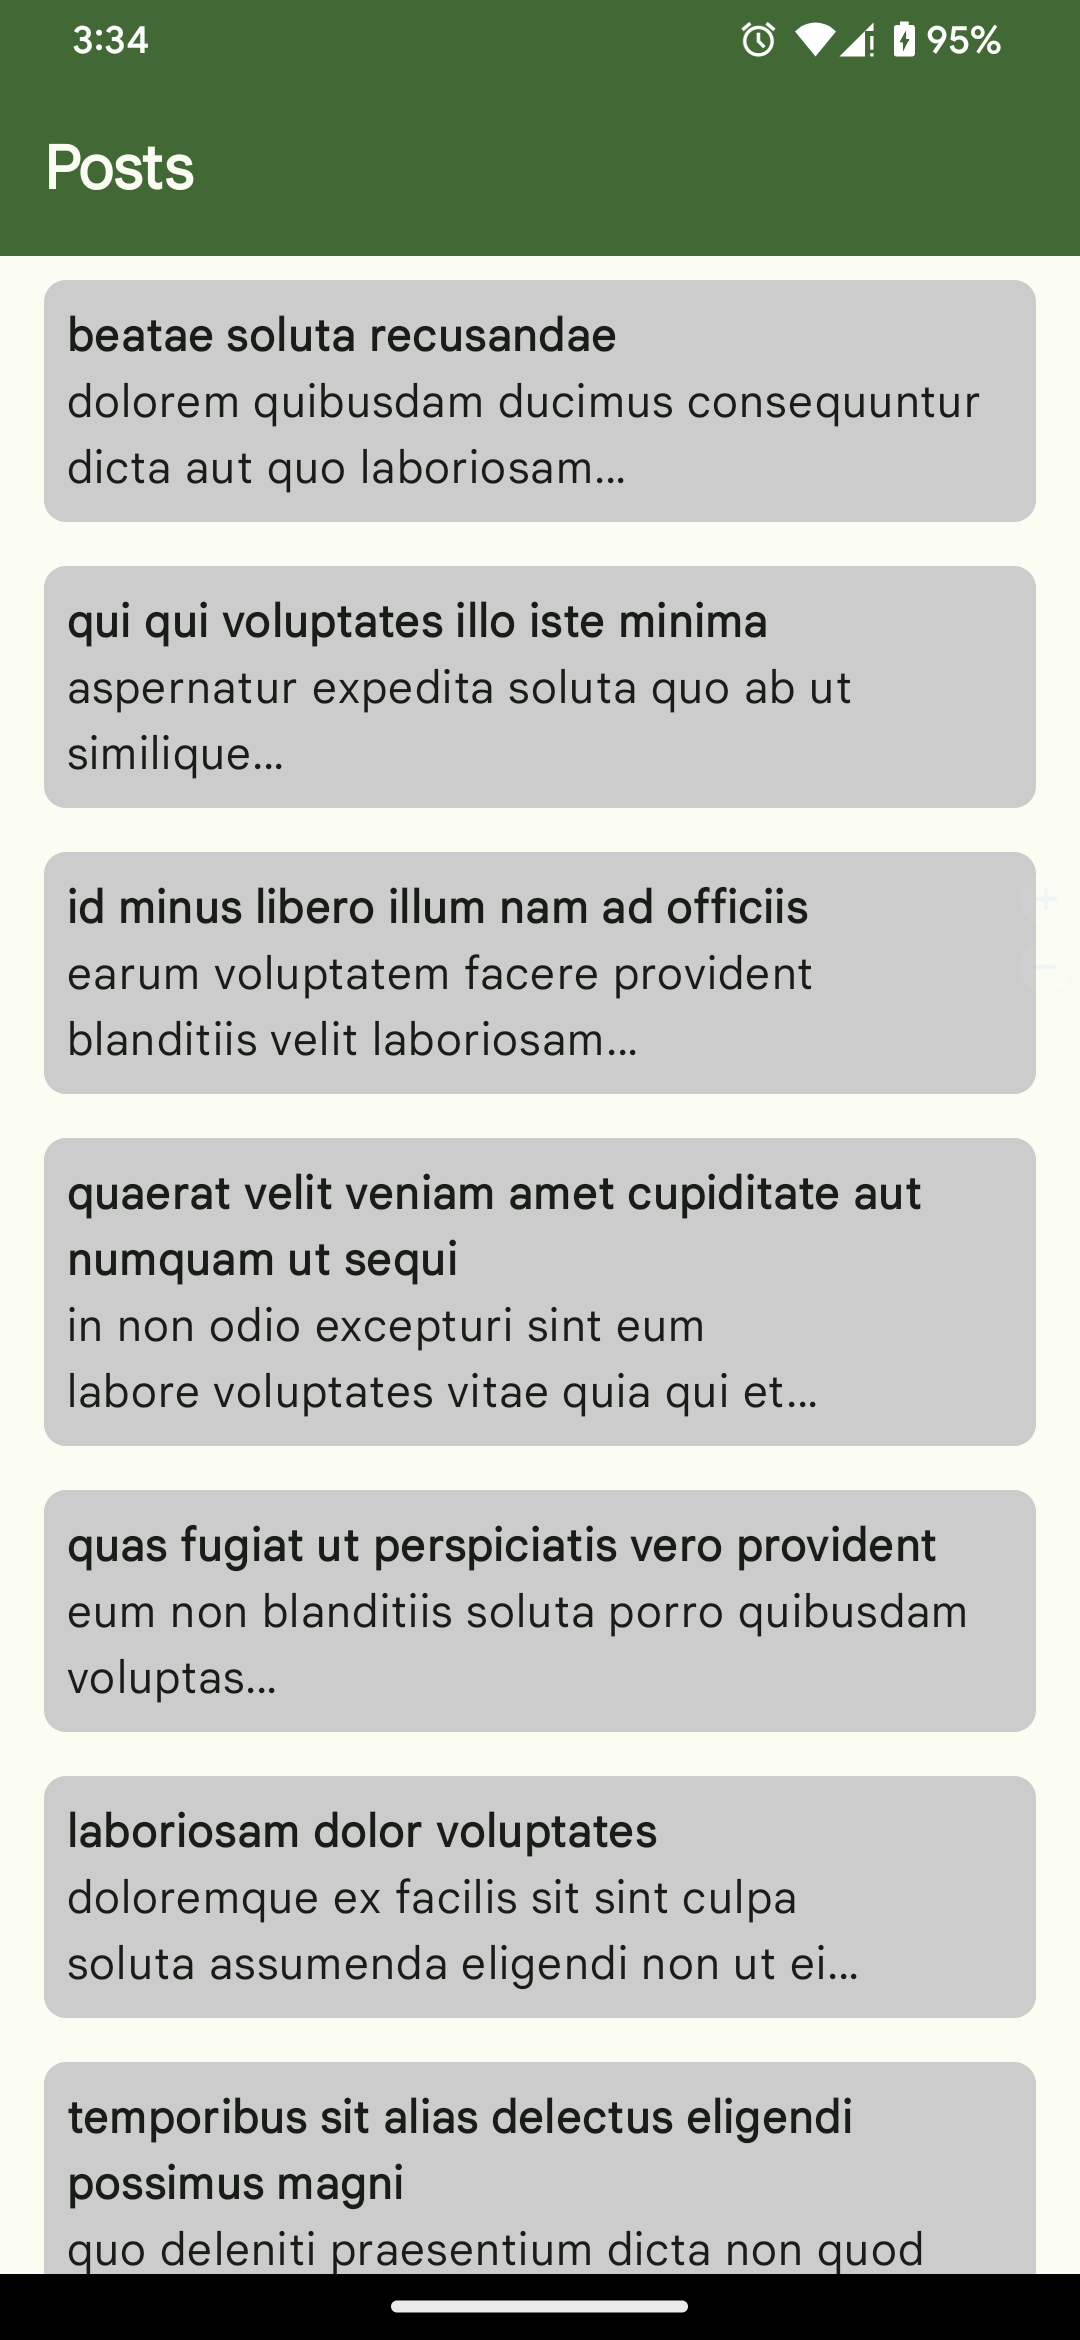 3:34
95%
Posts
beatae soluta recusandae
dolorem quibusdam ducimus consequuntur
dicta aut quo laboriosam...
qui qui voluptates illo iste minima
aspernatur expedita soluta quo ab ut
similique...
id minus libero illum nam ad officiis
earum voluptatem facere provident
blanditiis velit laboriosam...
quaerat velit veniam amet cupiditate aut
numquam ut sequi
in non odio excepturi sint eum
labore voluptates vitae quia qui et...
quas fugiat ut perspiciatis vero provident
eum non blanditiis soluta porro quibusdam
voluptas...
laboriosam dolor voluptates
doloremque ex facilis sit sint culpa
soluta assumenda eligendi non ut ei...
temporibus sit alias delectus eligendi
possimus magni
quo deleniti praesentium dicta non quod